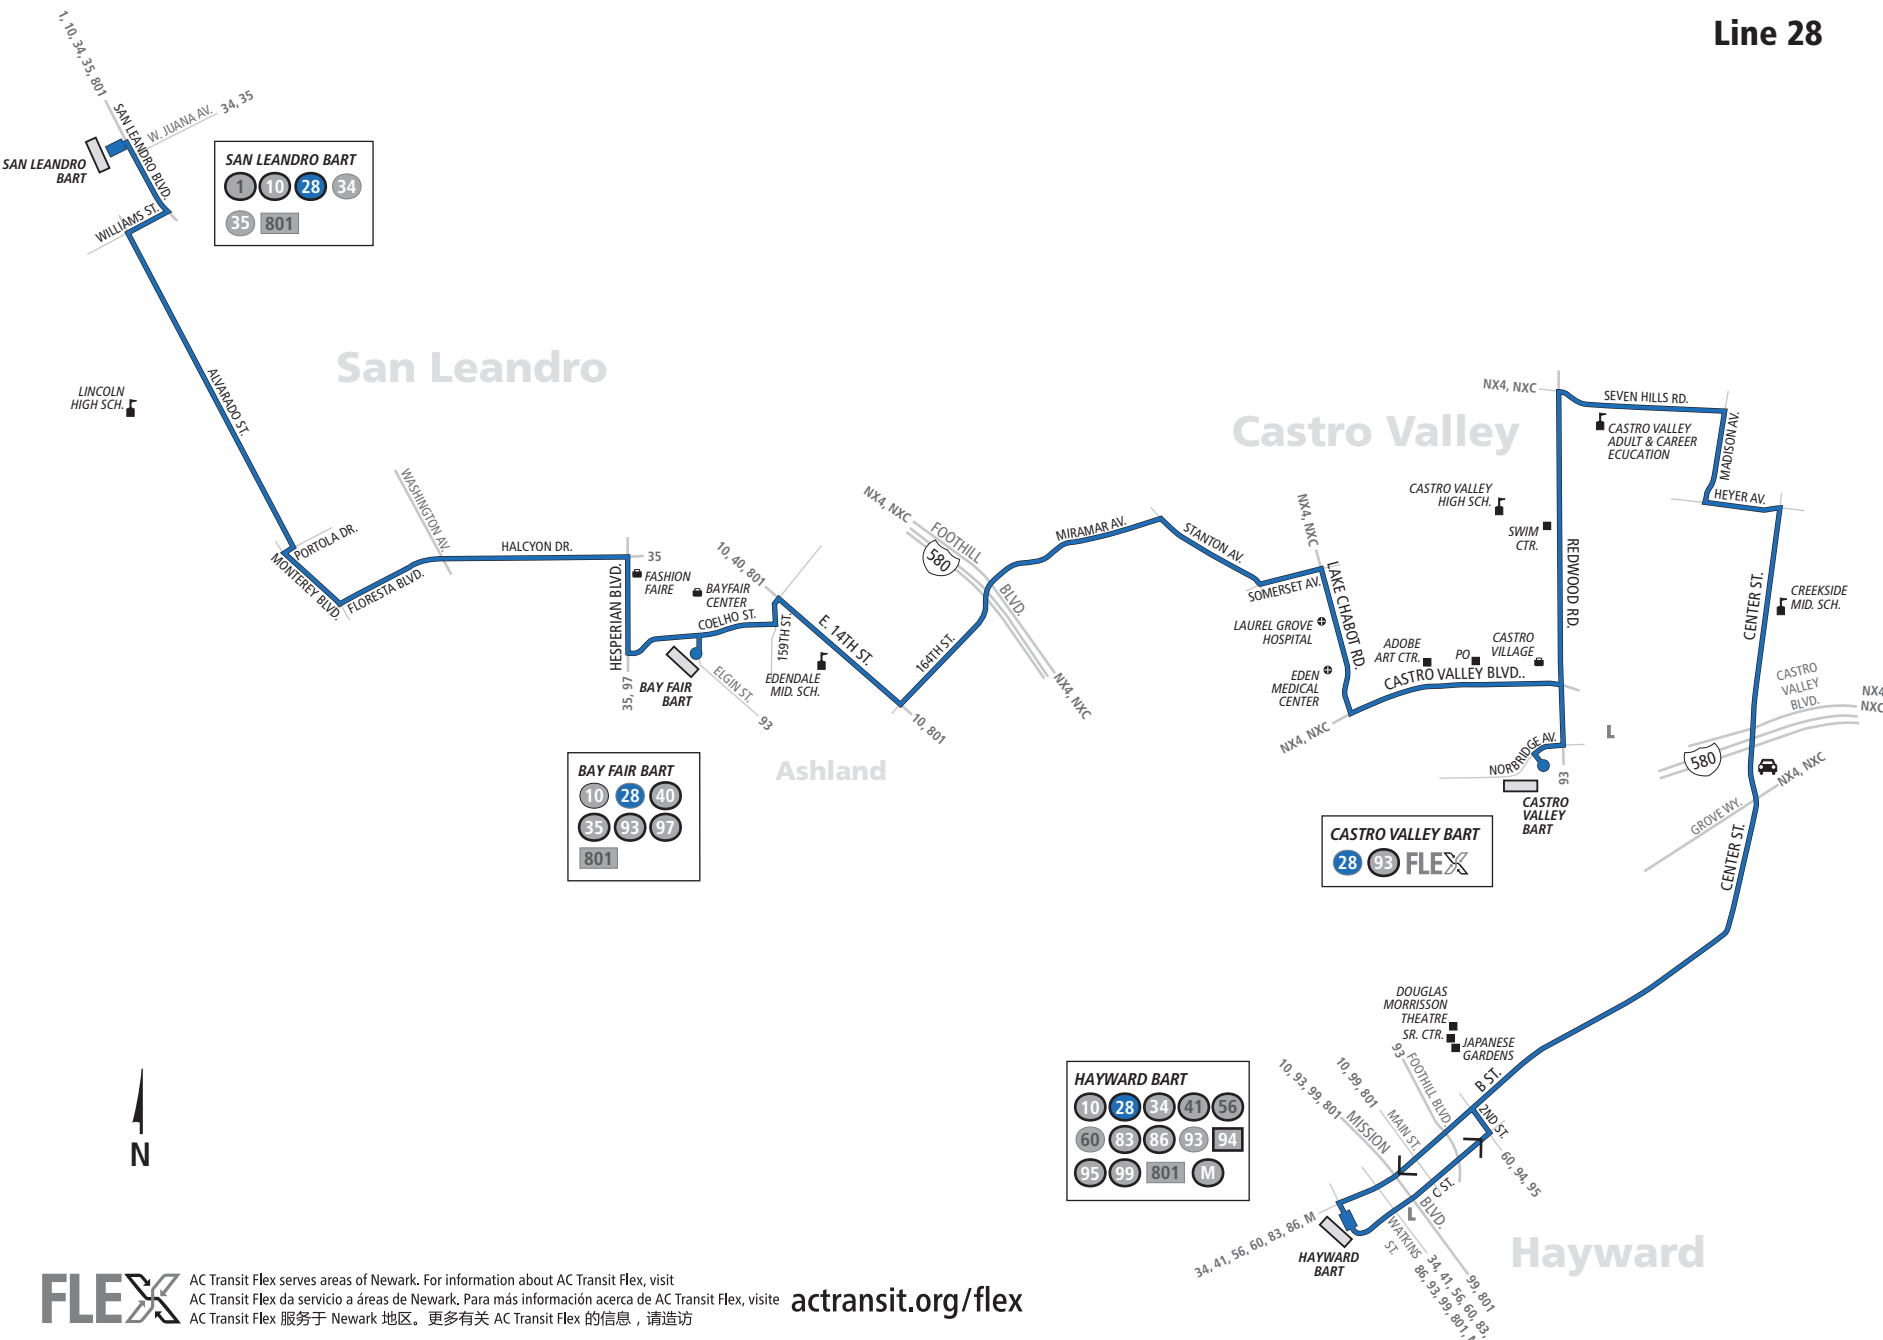 Line 28
1, 10, 34, 35, 801
SAN LEANDRO BLVD.
W. JUANA AV.
34, 35
SAN LEANDRO
BART
WILLIAMS ST.
SAN LEANDRO BART
1 10 28 34
35 801
San Leandro
LINCOLN
HIGH SCH.
ALVARADO ST.
PORTOLA DR.
MONTEREY BLVD.
FLORESTA BLVD.
WASHINGTON AV.
HALCYON DR.
35
HESPERIAN BLVD.
FASHION
FAIRE
BAYFAIR
CENTER
COELHO ST.
35, 97
BAY FAIR
BART
ELGIN ST.
93
10, 40, 801
159TH ST.
E. 14TH ST.
EDENDALE
MID. SCH.
10, 801
164TH ST.
BAY FAIR BART
10 28 40
35 93 97
801
Ashland
NX4, NXC
FOOTHILL
BLVD.
580
NX4, NXC
MIRAMAR AV.
STANTON AV.
SOMERSET AV.
NX4, NXC
LAKE CHABOT RD.
LAUREL GROVE
HOSPITAL
EDEN
MEDICAL
CENTER
NX4, NXC
Castro Valley
NX4, NXC
SEVEN HILLS RD.
CASTRO VALLEY
ADULT & CAREER
ECUCATION
MADISON AV.
HEYER AV.
CASTRO VALLEY
HIGH SCH.
SWIM
CTR.
REDWOOD RD.
ADOBE
ART CTR.
PO
CASTRO
VILLAGE
CASTRO VALLEY BLVD..
NORBRIDGE AV.
93
L
CASTRO
VALLEY
BART
CASTRO VALLEY BART
28 93 FLEX
CENTER ST.
CREEKSIDE
MID. SCH.
CASTRO
VALLEY
BLVD.
NX4
NXC
580
NX4, NXC
GROVE WY.
CENTER ST.
DOUGLAS
MORRISSON
THEATRE
SR. CTR.
JAPANESE
GARDENS
93
FOOTHILL BLVD.
B ST.
2ND ST.
60, 94, 95
10, 99, 801
MAIN ST.
10, 93, 99, 801
MISSION
BLVD.
C ST.
L
HAYWARD BART
10 28 34 41 56
60 83 86 93 94
95 99 801 M
34, 41, 56, 60, 83, 86, M
HAYWARD
BART
WATKINS
ST.
34, 41, 56, 60, 83,
86, 93, 99, 801,
99, 801
Hayward
N
FLEX
AC Transit Flex serves areas of Newark. For information about AC Transit Flex, visit
AC Transit Flex da servicio a áreas de Newark. Para más información acerca de AC Transit Flex, visite
AC Transit Flex 服务于 Newark 地区。更多有关 AC Transit Flex 的信息，请造访
actransit.org/flex